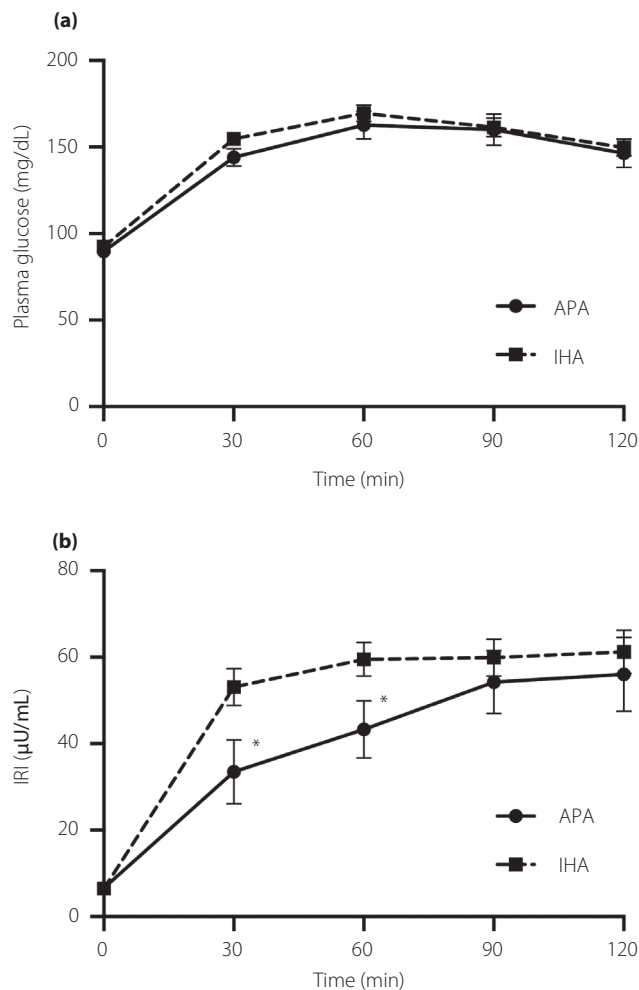 (a)
200
150
100
50
0
Plasma glucose (mg/dL)
APA
IHA
0 30 60 90 120
Time (min)
(b)
80
60
40
20
0
IRI (μU/mL)
*
*
APA
IHA
0 30 60 90 120
Time (min)